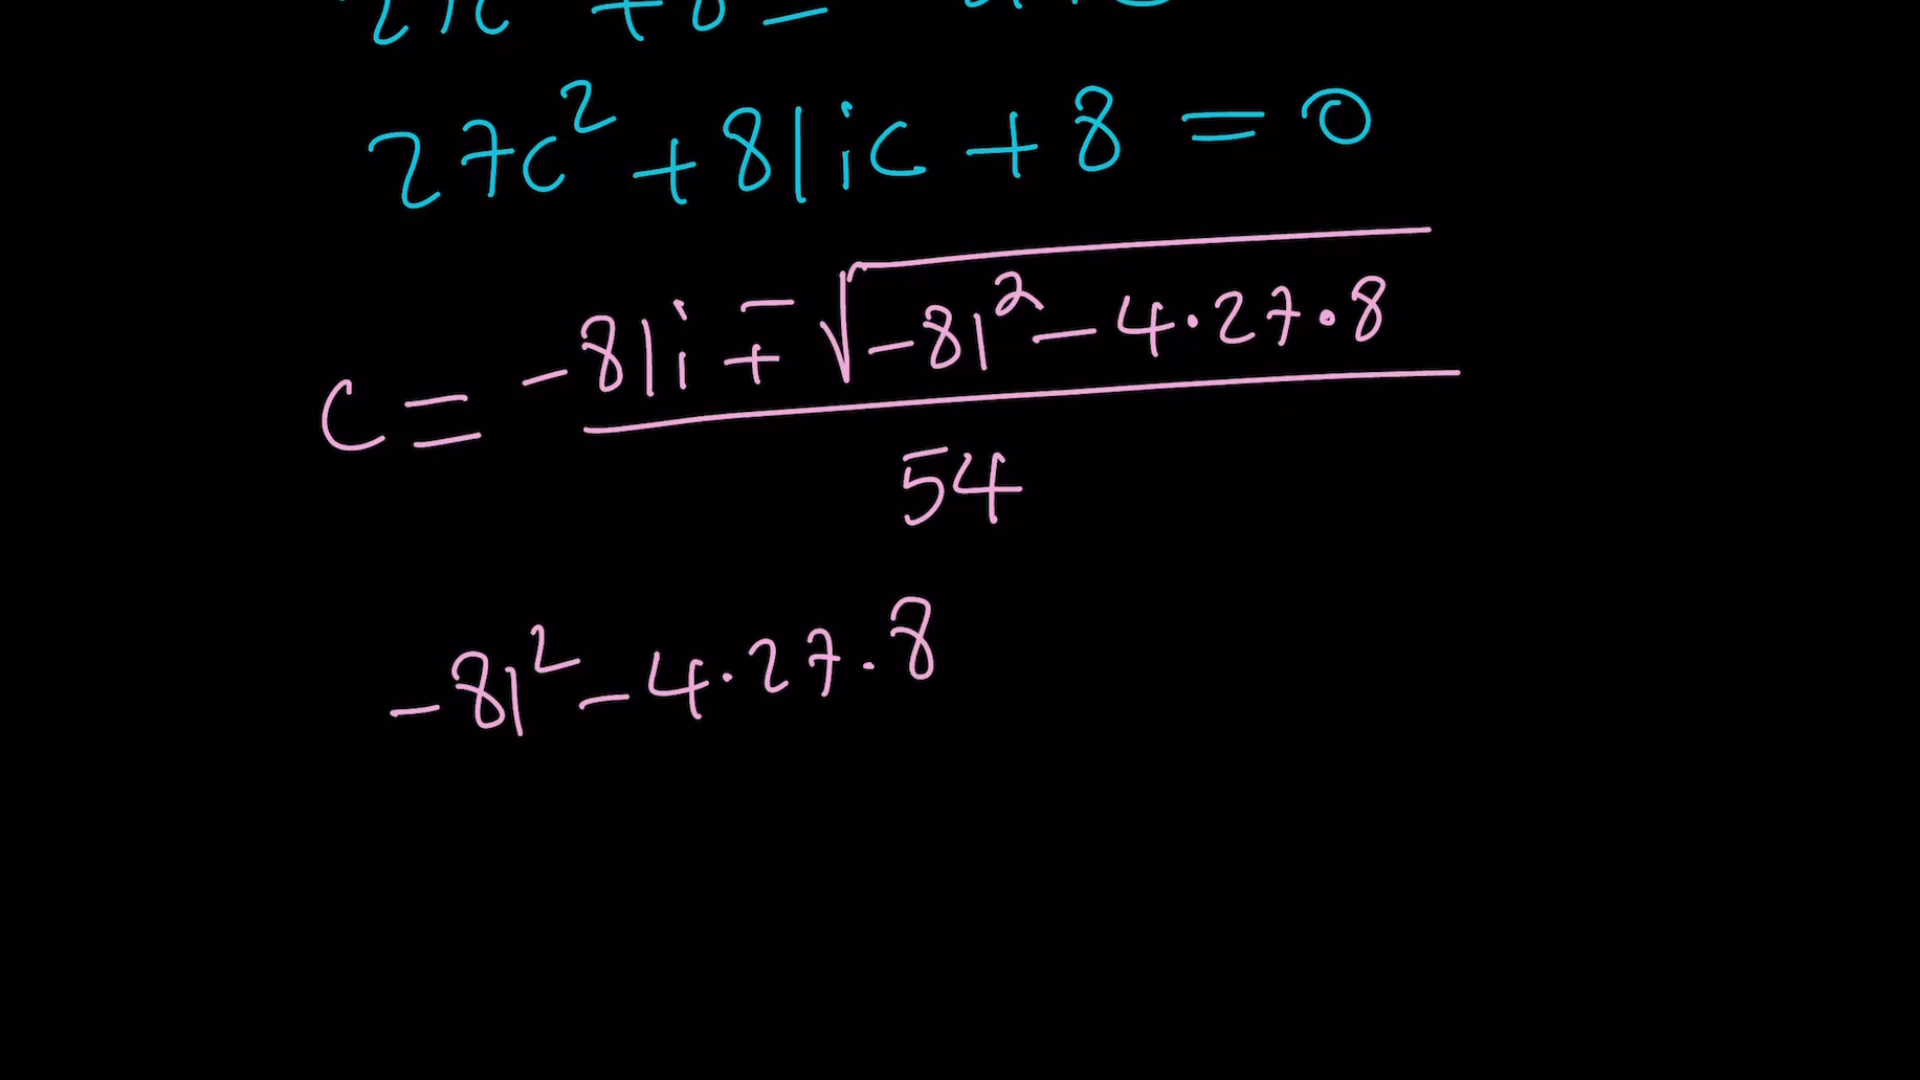 27c² + 81ic + 8 = 0
c = (-81i ∓ √(-81² - 4·27·8)) / 54
-81² - 4·27·8